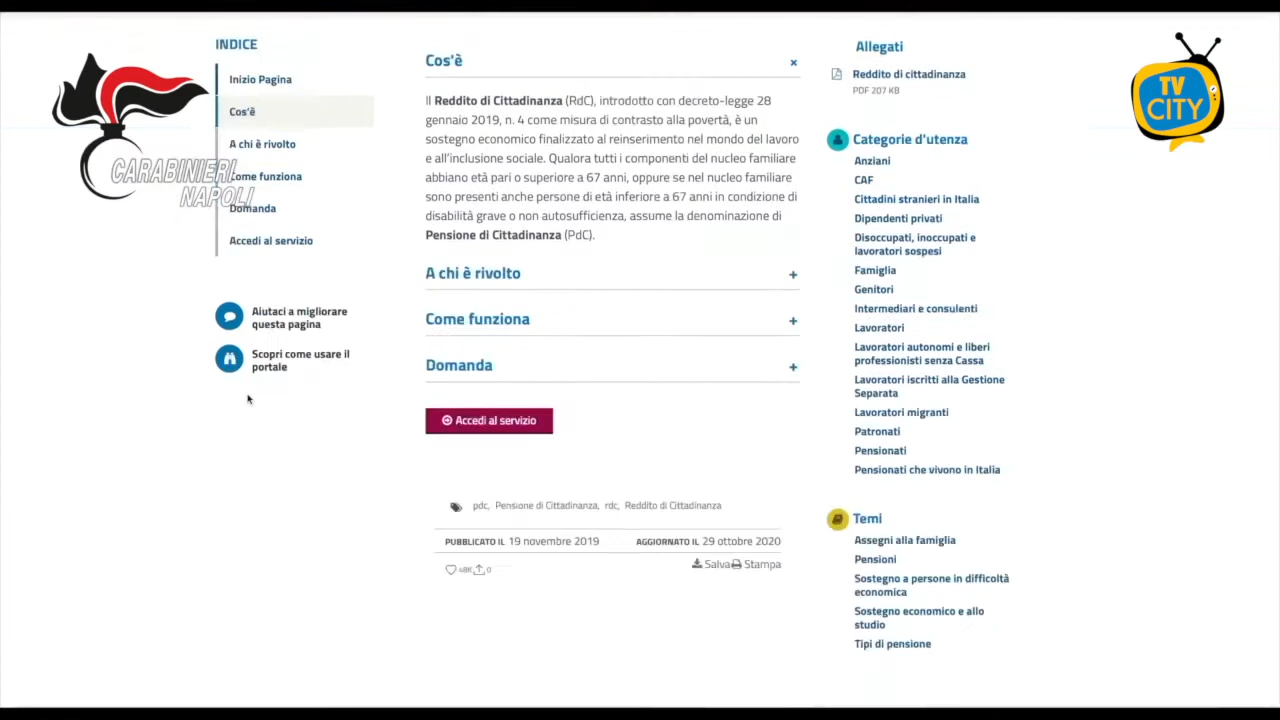 INDICE
Inizio Pagina
Cos'è
A chi è rivolto
Come funziona
Domanda
Accedi al servizio
CARABINIERI
NAPOLI
Aiutaci a migliorare
questa pagina
Scopri come usare il
portale
Cos'è
Il Reddito di Cittadinanza (RdC), introdotto con decreto-legge 28
gennaio 2019, n. 4 come misura di contrasto alla povertà, è un
sostegno economico finalizzato al reinserimento nel mondo del lavoro
e all'inclusione sociale. Qualora tutti i componenti del nucleo familiare
abbiano età pari o superiore a 67 anni, oppure se nel nucleo familiare
sono presenti anche persone di età inferiore a 67 anni in condizione di
disabilità grave o non autosufficienza, assume la denominazione di
Pensione di Cittadinanza (PdC).
A chi è rivolto
Come funziona
Domanda
Accedi al servizio
pdc, Pensione di Cittadinanza, rdc, Reddito di Cittadinanza
PUBBLICATO IL 19 novembre 2019 AGGIORNATO IL 29 ottobre 2020
48K 0 Salva Stampa
Allegati
Reddito di cittadinanza
PDF 207 KB
Categorie d'utenza
Anziani
CAF
Cittadini stranieri in Italia
Dipendenti privati
Disoccupati, inoccupati e
lavoratori sospesi
Famiglia
Genitori
Intermediari e consulenti
Lavoratori
Lavoratori autonomi e liberi
professionisti senza Cassa
Lavoratori iscritti alla Gestione
Separata
Lavoratori migranti
Patronati
Pensionati
Pensionati che vivono in Italia
Temi
Assegni alla famiglia
Pensioni
Sostegno a persone in difficoltà
economica
Sostegno economico e allo
studio
Tipi di pensione
TV
CITY